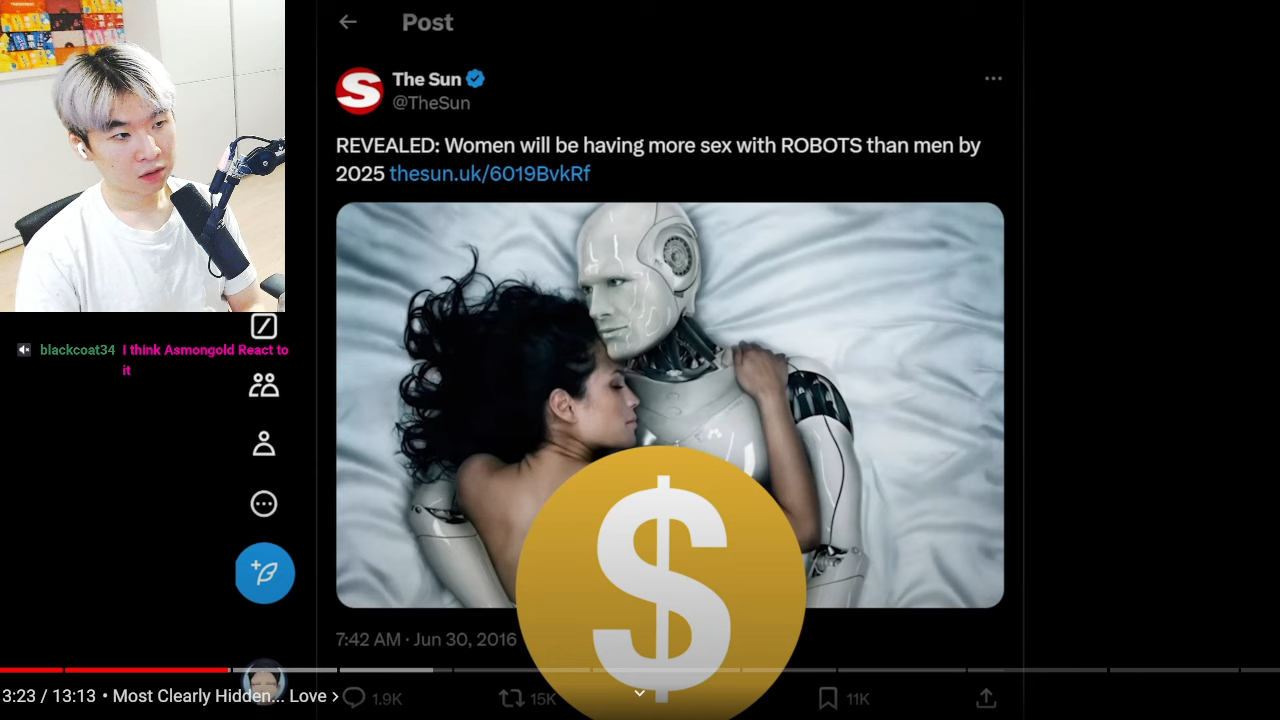 Post
The Sun
@TheSun
REVEALED: Women will be having more sex with ROBOTS than men by
2025 thesun.uk/6019BvkRf
blackcoat34 I think Asmongold React to
it
$
7:42 AM · Jun 30, 2016
3:23 / 13:13 • Most Clearly Hidden... Love ›
1.9K 15K 11K